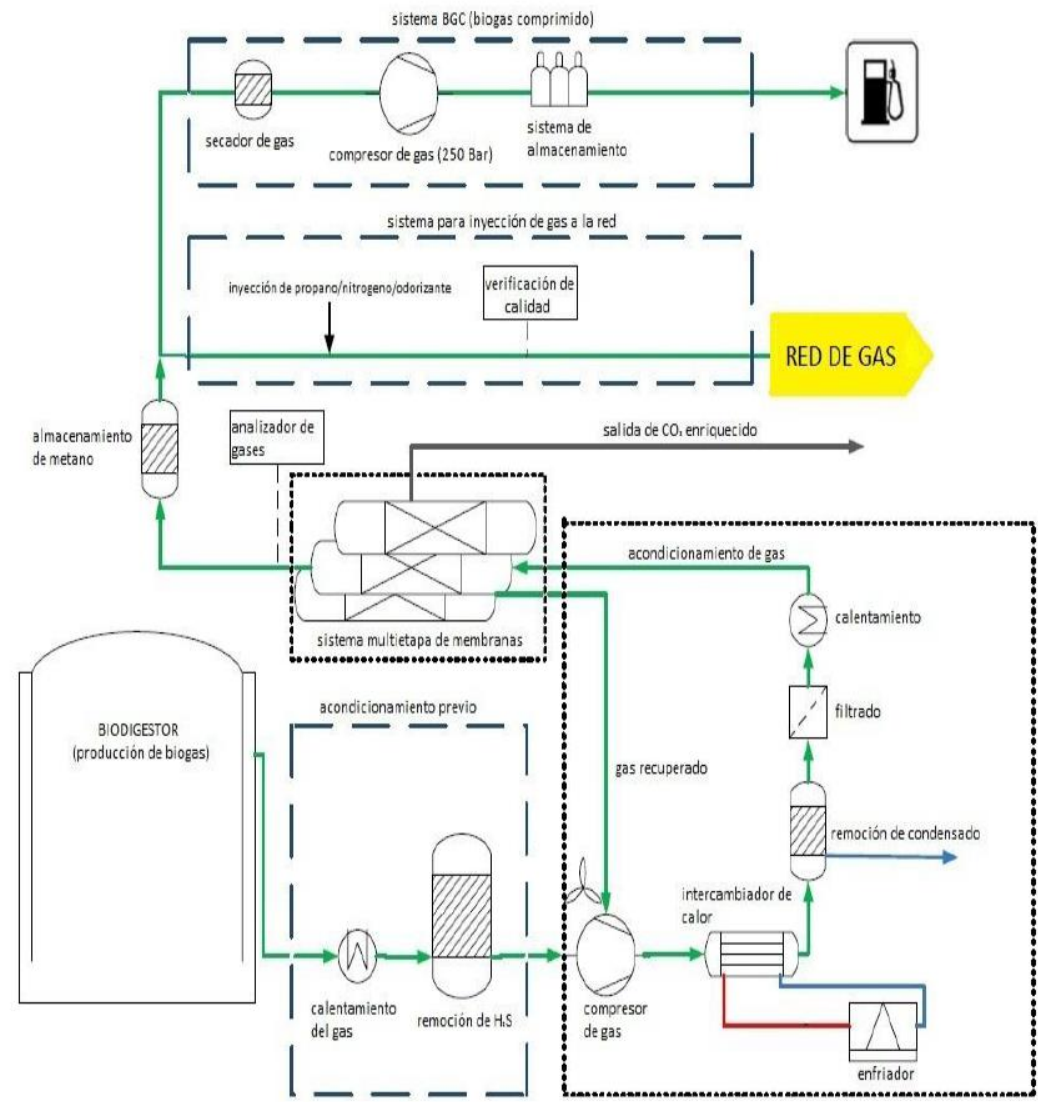 sistema BGC (biogas comprimido)
secador de gas
compresor de gas (250 Bar)
sistema de
almacenamiento
sistema para inyección de gas a la red
inyección de propano/nitrogeno/odorizante
verificación de
calidad
RED DE GAS
almacenamiento
de metano
analizador de
gases
salida de CO₂ enriquecido
acondicionamiento de gas
sistema multietapa de membranas
calentamiento
filtrado
BIODIGESTOR
(producción de biogas)
acondicionamiento previo
gas recuperado
remoción de condensado
intercambiador de
calor
calentamiento
del gas
remoción de H₂S
compresor
de gas
enfriador